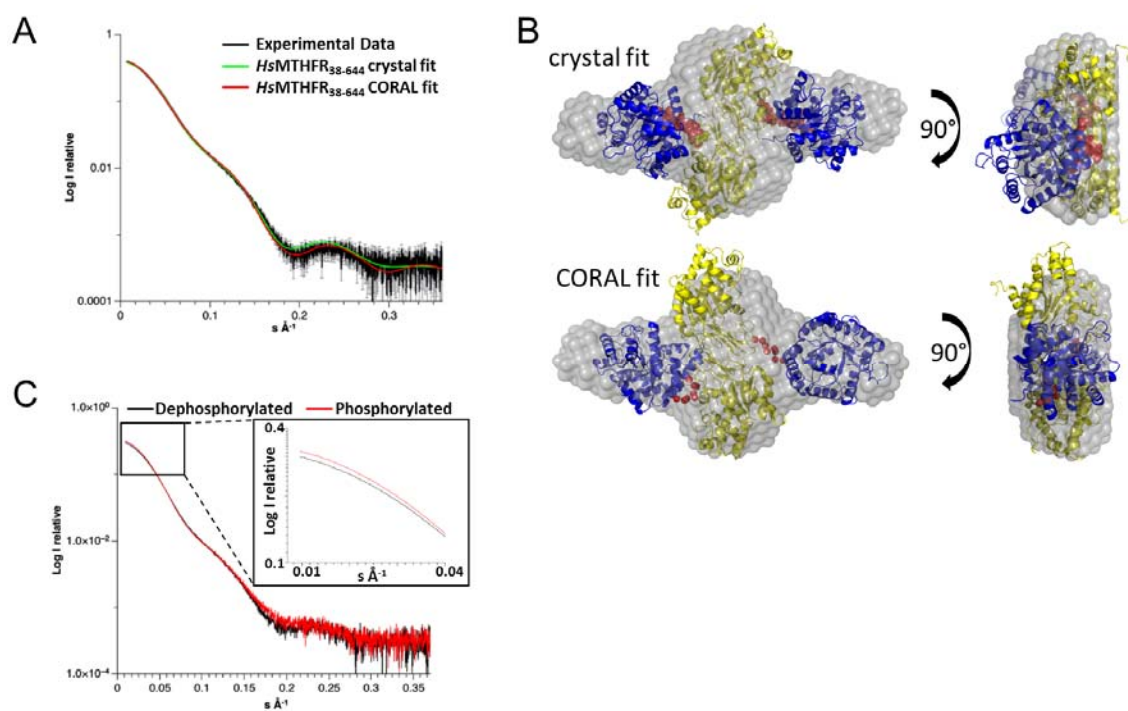 A
Experimental Data
HsMTHFR38-644 crystal fit
HsMTHFR38-644 CORAL fit
Log I relative
1
0.01
0.0001
0
0.1
0.2
0.3
s Å-1
B
crystal fit
90°
CORAL fit
90°
C
Dephosphorylated
Phosphorylated
Log I relative
1.0×10^0
1.0×10^-2
1.0×10^-4
0
0.05
0.1
0.15
0.2
0.25
0.3
0.35
s Å-1
Log I relative
0.4
0.1
0.01
0.04
s Å-1